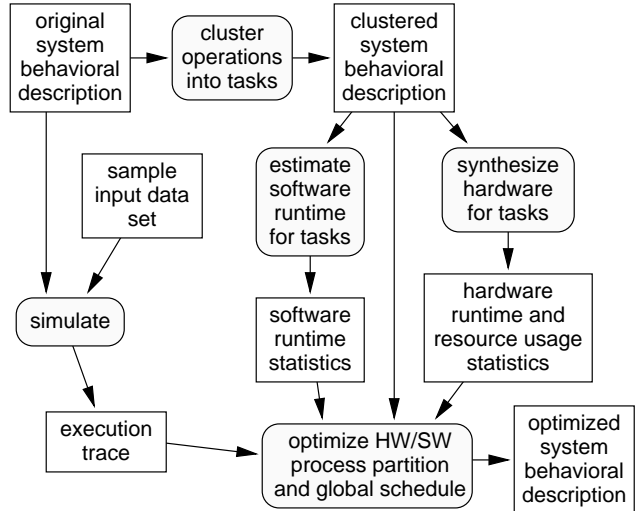 original
system
behavioral
description
cluster
operations
into tasks
clustered
system
behavioral
description
sample
input data
set
estimate
software
runtime
for tasks
synthesize
hardware
for tasks
simulate
software
runtime
statistics
hardware
runtime and
resource usage
statistics
execution
trace
optimize HW/SW
process partition
and global schedule
optimized
system
behavioral
description